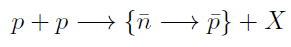 p + p ⟶ {n̄ ⟶ p̄} + X